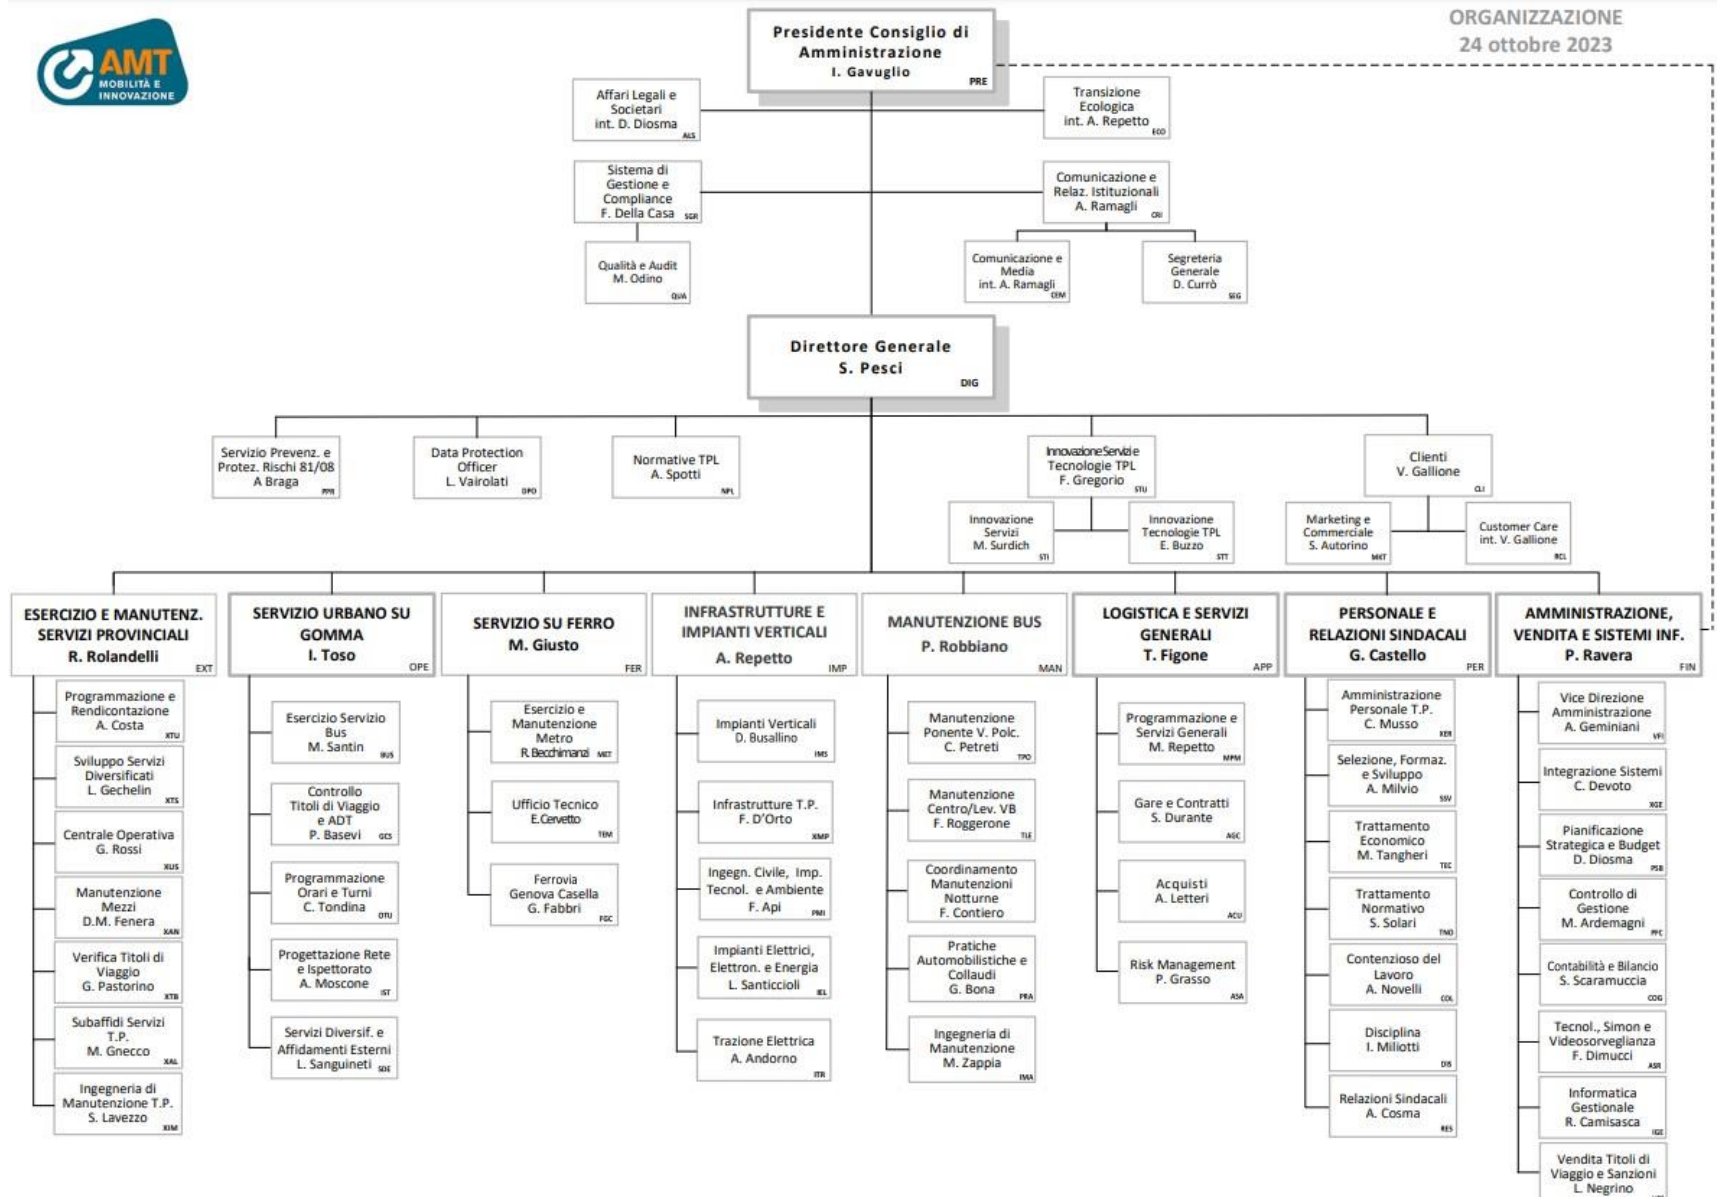 AMT
MOBILITÀ E
INNOVAZIONE
ORGANIZZAZIONE
24 ottobre 2023
Presidente Consiglio di
Amministrazione
I. Gavuglio
PRE
Affari Legali e
Societari
int. D. Diosma
ALS
Transizione
Ecologica
int. A. Repetto
ECO
Sistema di
Gestione e
Compliance
F. Della Casa SGR
Comunicazione e
Relaz. Istituzionali
A. Ramagli
CRI
Qualità e Audit
M. Odino
QUA
Comunicazione e
Media
int. A. Ramagli
CEM
Segreteria
Generale
D. Currò
SEG
Direttore Generale
S. Pesci
DIG
Servizio Prevenz. e
Protez. Rischi 81/08
A Braga
PPR
Data Protection
Officer
L. Vairolati
DPO
Normative TPL
A. Spotti
NPL
Innovazione Servizi e
Tecnologie TPL
F. Gregorio
STU
Clienti
V. Gallione
CLI
Innovazione
Servizi
M. Surdich
STI
Innovazione
Tecnologie TPL
E. Buzzo
STT
Marketing e
Commerciale
S. Autorino
MKT
Customer Care
int. V. Gallione
RCL
ESERCIZIO E MANUTENZ.
SERVIZI PROVINCIALI
R. Rolandelli
EXT
Programmazione e
Rendicontazione
A. Costa
XTU
Sviluppo Servizi
Diversificati
L. Gechelin
XTS
Centrale Operativa
G. Rossi
XUS
Manutenzione
Mezzi
D.M. Fenera
XAN
Verifica Titoli di
Viaggio
G. Pastorino
XTB
Subaffidi Servizi
T.P.
M. Gnecco
XAL
Ingegneria di
Manutenzione T.P.
S. Lavezzo
XIM
SERVIZIO URBANO SU
GOMMA
I. Toso
OPE
Esercizio Servizio
Bus
M. Santin
BUS
Controllo
Titoli di Viaggio
e ADT
P. Basevi GCS
Programmazione
Orari e Turni
C. Tondina
OTU
Progettazione Rete
e Ispettorato
A. Moscone
IST
Servizi Diversif. e
Affidamenti Esterni
L. Sanguineti SDE
SERVIZIO SU FERRO
M. Giusto
FER
Esercizio e
Manutenzione
Metro
R. Becchimanzi MET
Ufficio Tecnico
E. Cervetto
TEM
Ferrovia
Genova Casella
G. Fabbri
FGC
INFRASTRUTTURE E
IMPIANTI VERTICALI
A. Repetto
IMP
Impianti Verticali
D. Busallino
IMS
Infrastrutture T.P.
F. D'Orto
XMP
Ingegn. Civile, Imp.
Tecnol. e Ambiente
F. Api
PMI
Impianti Elettrici,
Elettron. e Energia
L. Santiccioli
IEL
Trazione Elettrica
A. Andorno
ITR
MANUTENZIONE BUS
P. Robbiano
MAN
Manutenzione
Ponente V. Polc.
C. Petreti
TPO
Manutenzione
Centro/Lev. VB
F. Roggerone
TLE
Coordinamento
Manutenzioni
Notturne
F. Contiero
Pratiche
Automobilistiche e
Collaudi
G. Bona
PRA
Ingegneria di
Manutenzione
M. Zappia
IMA
LOGISTICA E SERVIZI
GENERALI
T. Figone
APP
Programmazione e
Servizi Generali
M. Repetto
MPM
Gare e Contratti
S. Durante
AGC
Acquisti
A. Letteri
ACU
Risk Management
P. Grasso
ASA
PERSONALE E
RELAZIONI SINDACALI
G. Castello
PER
Amministrazione
Personale T.P.
C. Musso
XER
Selezione, Formaz.
e Sviluppo
A. Milvio
SSV
Trattamento
Economico
M. Tangheri
TEC
Trattamento
Normativo
S. Solari
TNO
Contenzioso del
Lavoro
A. Novelli
COL
Disciplina
I. Miliotti
DIS
Relazioni Sindacali
A. Cosma
RES
AMMINISTRAZIONE,
VENDITA E SISTEMI INF.
P. Ravera
FIN
Vice Direzione
Amministrazione
A. Geminiani
VFI
Integrazione Sistemi
C. Devoto
XGE
Pianificazione
Strategica e Budget
D. Diosma
PSB
Controllo di
Gestione
M. Ardemagni
PFC
Contabilità e Bilancio
S. Scaramuccia
COG
Tecnol., Simon e
Videosorveglianza
F. Dimucci
ASR
Informatica
Gestionale
R. Camisasca
IGE
Vendita Titoli di
Viaggio e Sanzioni
L. Negrino